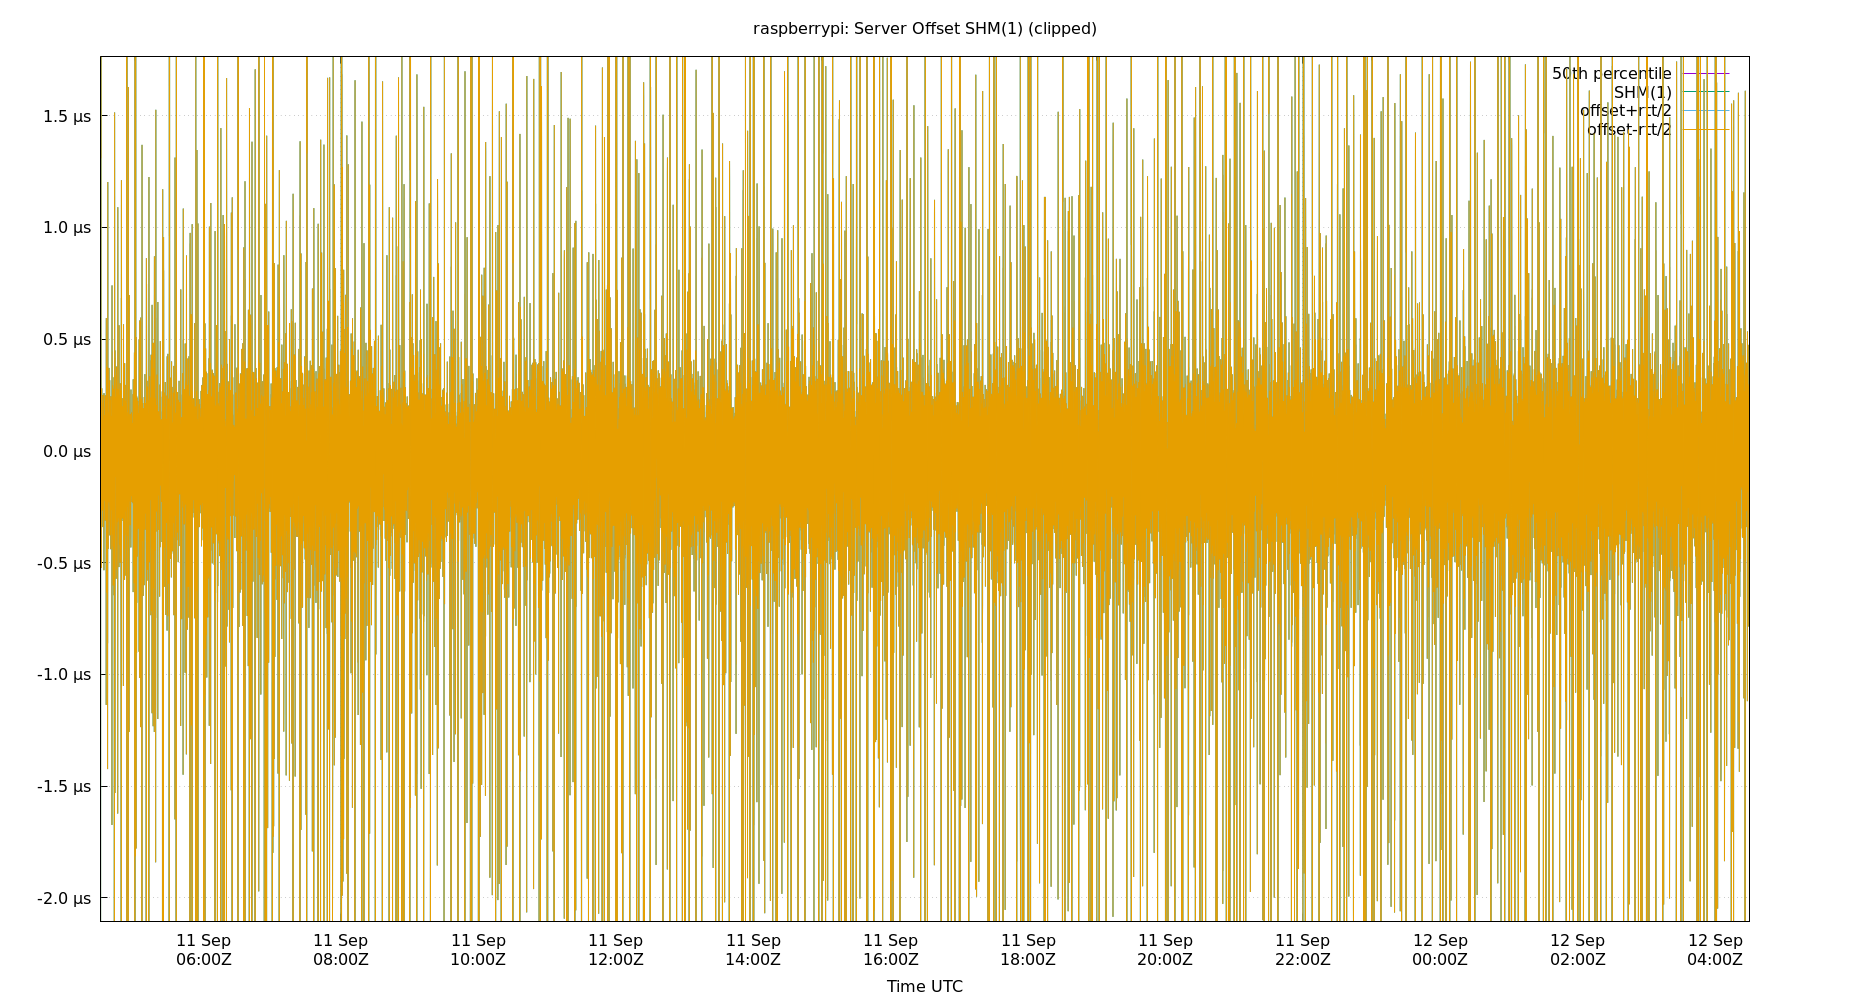 raspberrypi: Server Offset SHM(1) (clipped)
50th percentile
SHM(1)
offset+rtt/2
offset-rtt/2
1.5 µs
1.0 µs
0.5 µs
0.0 µs
-0.5 µs
-1.0 µs
-1.5 µs
-2.0 µs
11 Sep 11 Sep 11 Sep 11 Sep 11 Sep 11 Sep 11 Sep 11 Sep 11 Sep 12 Sep 12 Sep 12 Sep
06:00Z 08:00Z 10:00Z 12:00Z 14:00Z 16:00Z 18:00Z 20:00Z 22:00Z 00:00Z 02:00Z 04:00Z
Time UTC